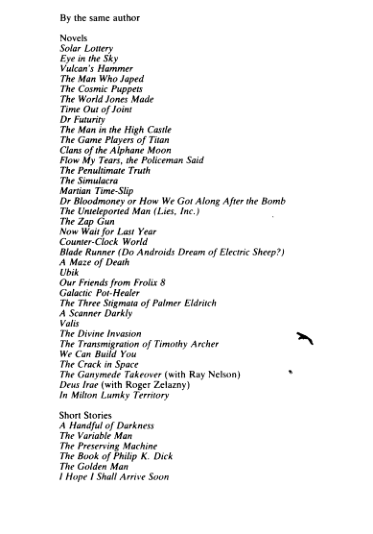 By the same author
Novels
Solar Lottery
Eye in the Sky
Vulcan's Hammer
The Man Who Japed
The Cosmic Puppets
The World Jones Made
Time Out of Joint
Dr Futurity
The Man in the High Castle
The Game Players of Titan
Clans of the Alphane Moon
Flow My Tears, the Policeman Said
The Penultimate Truth
The Simulacra
Martian Time-Slip
Dr Bloodmoney or How We Got Along After the Bomb
The Unteleported Man (Lies, Inc.)
The Zap Gun
Now Wait for Last Year
Counter-Clock World
Blade Runner (Do Androids Dream of Electric Sheep?)
A Maze of Death
Ubik
Our Friends from Frolix 8
Galactic Pot-Healer
The Three Stigmata of Palmer Eldritch
A Scanner Darkly
Valis
The Divine Invasion
The Transmigration of Timothy Archer
We Can Build You
The Crack in Space
The Ganymede Takeover (with Ray Nelson)
Deus Irae (with Roger Zelazny)
In Milton Lumky Territory
Short Stories
A Handful of Darkness
The Variable Man
The Preserving Machine
The Book of Philip K. Dick
The Golden Man
I Hope I Shall Arrive Soon